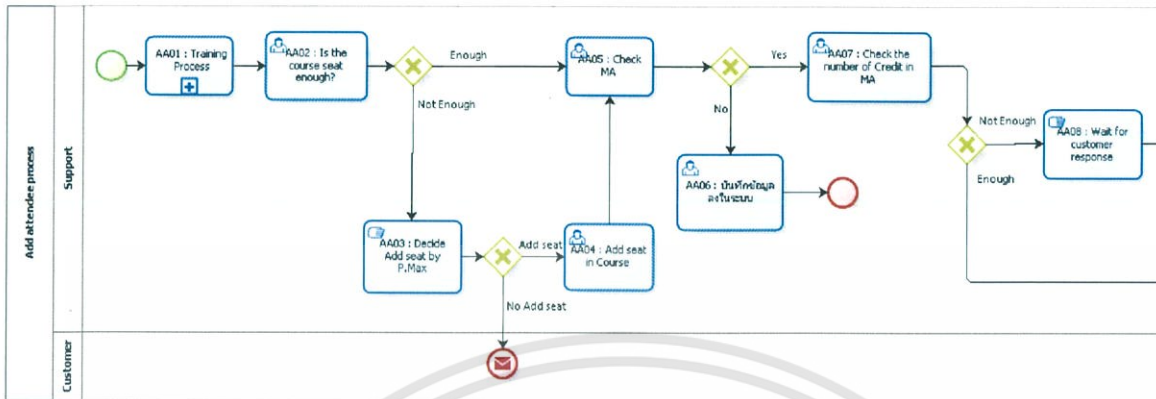 Add attendee process
Support
Customer
AA01 : Training
Process
AA02 : Is the
course seat
enough?
Enough
Not Enough
AA03 : Decide
Add seat by
P.Max
Add seat
No Add seat
AA04 : Add seat
in Course
AA05 : Check
MA
Yes
No
AA06 : บันทึกข้อมูล
ลงในระบบ
AA07 : Check the
number of Credit in
MA
Not Enough
Enough
AA08 : Wait for
customer
response